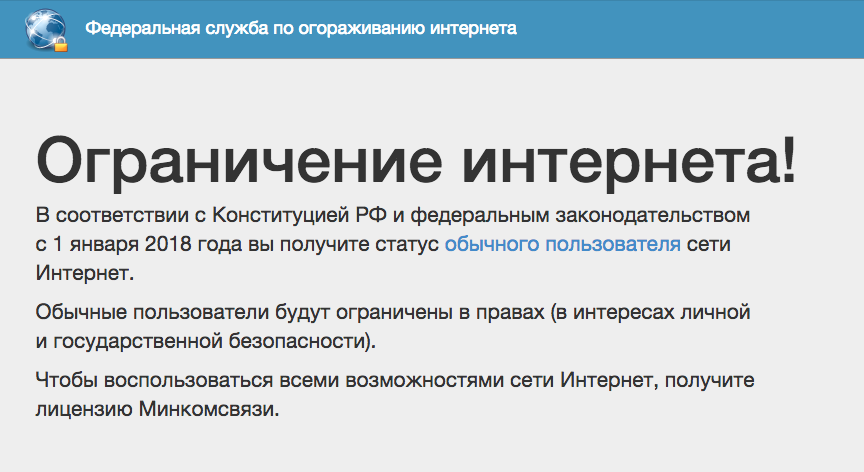 Федеральная служба по огораживанию интернета
Ограничение интернета!
В соответствии с Конституцией РФ и федеральным законодательством
с 1 января 2018 года вы получите статус обычного пользователя сети
Интернет.
Обычные пользователи будут ограничены в правах (в интересах личной
и государственной безопасности).
Чтобы воспользоваться всеми возможностями сети Интернет, получите
лицензию Минкомсвязи.